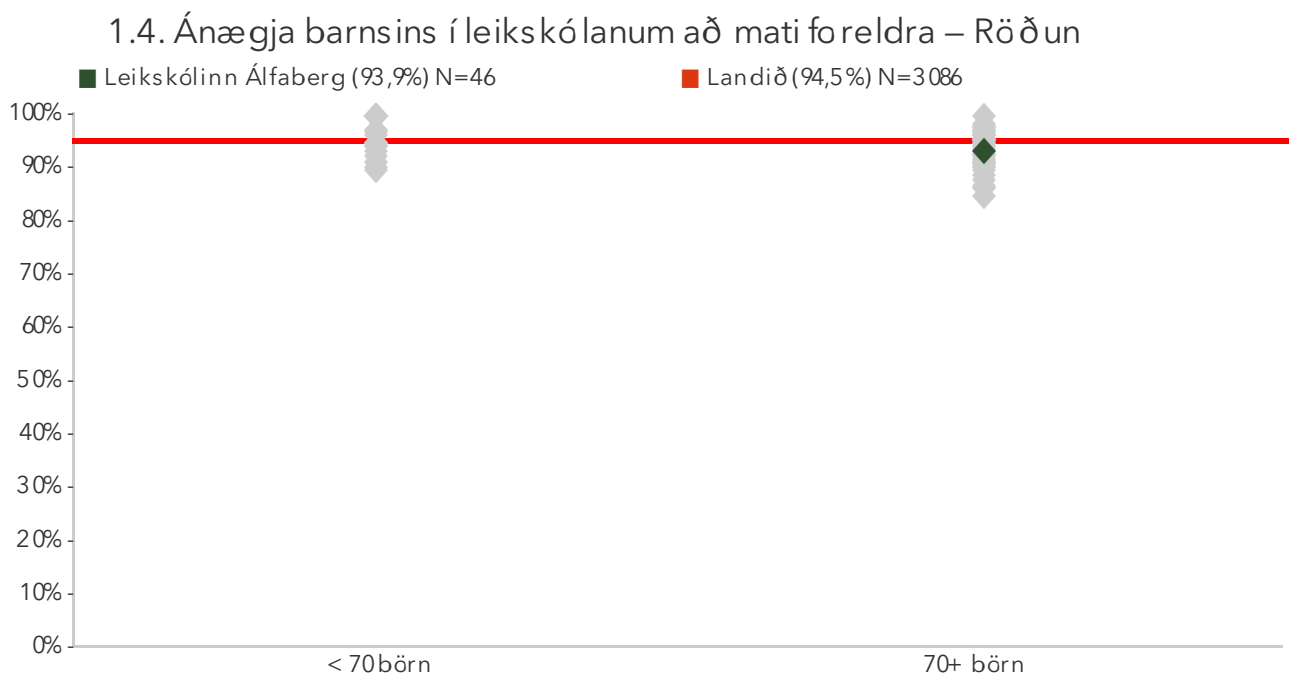 1.4. Ánægja barnsins í leikskólanum að mati foreldra – Röðun
Leikskólinn Álfaberg (93,9%) N=46
Landið (94,5%) N=3086
100%
90%
80%
70%
60%
50%
40%
30%
20%
10%
0%
< 70 börn
70+ börn